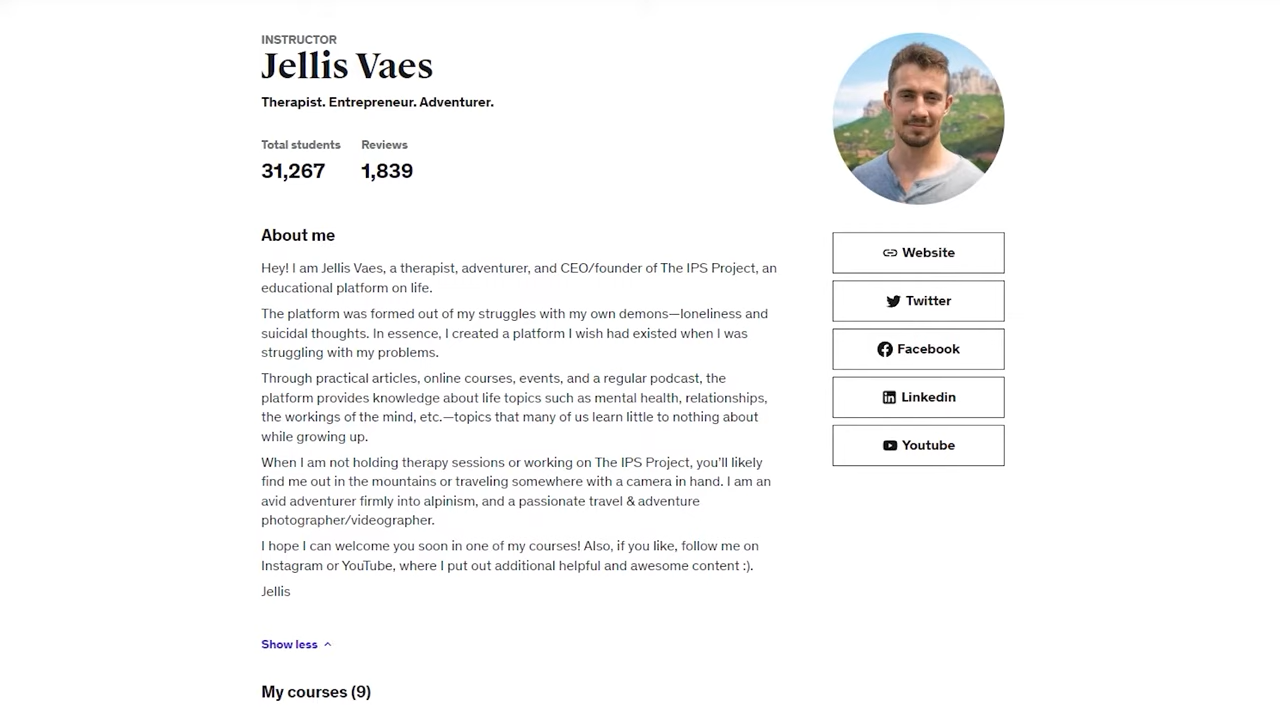 INSTRUCTOR
Jellis Vaes
Therapist. Entrepreneur. Adventurer.
Total students Reviews
31,267 1,839
About me
Hey! I am Jellis Vaes, a therapist, adventurer, and CEO/founder of The IPS Project, an
educational platform on life.
The platform was formed out of my struggles with my own demons—loneliness and
suicidal thoughts. In essence, I created a platform I wish had existed when I was
struggling with my problems.
Through practical articles, online courses, events, and a regular podcast, the
platform provides knowledge about life topics such as mental health, relationships,
the workings of the mind, etc.—topics that many of us learn little to nothing about
while growing up.
When I am not holding therapy sessions or working on The IPS Project, you'll likely
find me out in the mountains or traveling somewhere with a camera in hand. I am an
avid adventurer firmly into alpinism, and a passionate travel & adventure
photographer/videographer.
I hope I can welcome you soon in one of my courses! Also, if you like, follow me on
Instagram or YouTube, where I put out additional helpful and awesome content :).
Jellis
Show less
My courses (9)
Website
Twitter
Facebook
Linkedin
Youtube